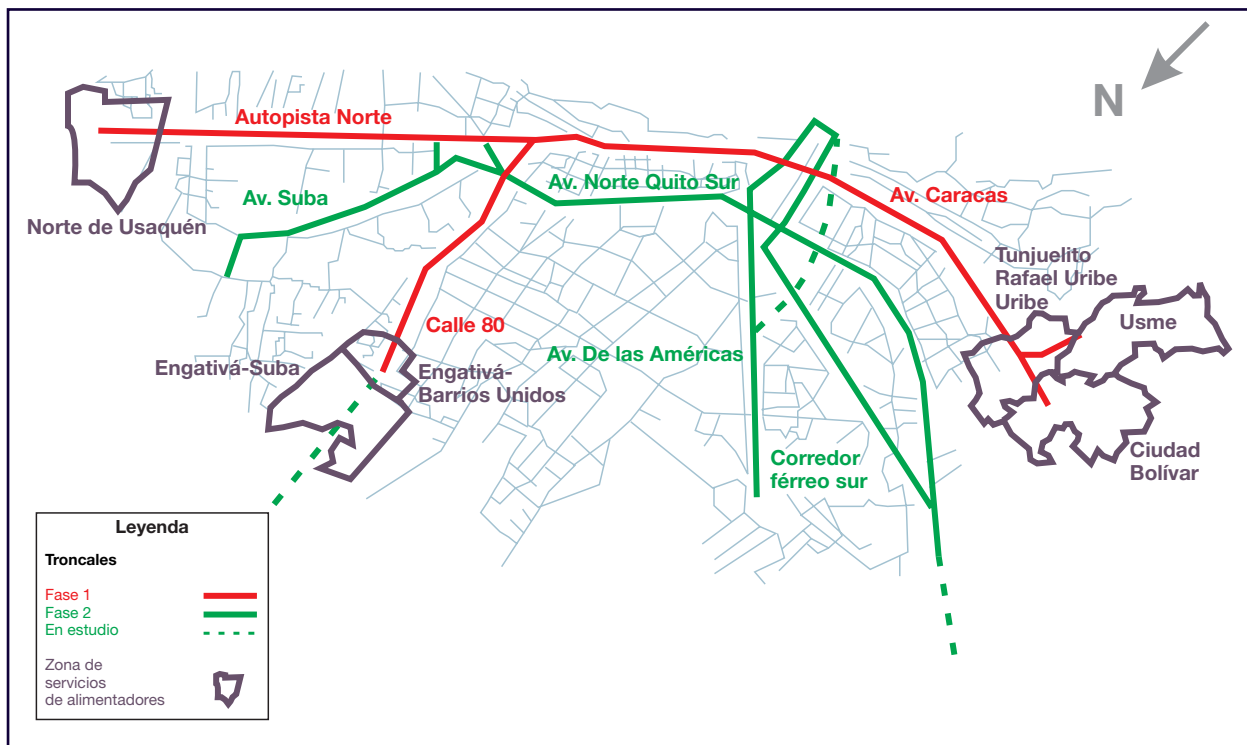 N
Autopista Norte
Av. Norte Quito Sur
Av. Suba
Av. Caracas
Norte de Usaquén
Tunjuelito
Rafael Uribe
Uribe
Usme
Calle 80
Av. De las Américas
Engativá-Suba
Engativá-
Barrios Unidos
Corredor
férreo sur
Ciudad
Bolívar
Leyenda
Troncales
Fase 1
Fase 2
En estudio
Zona de
servicios
de alimentadores